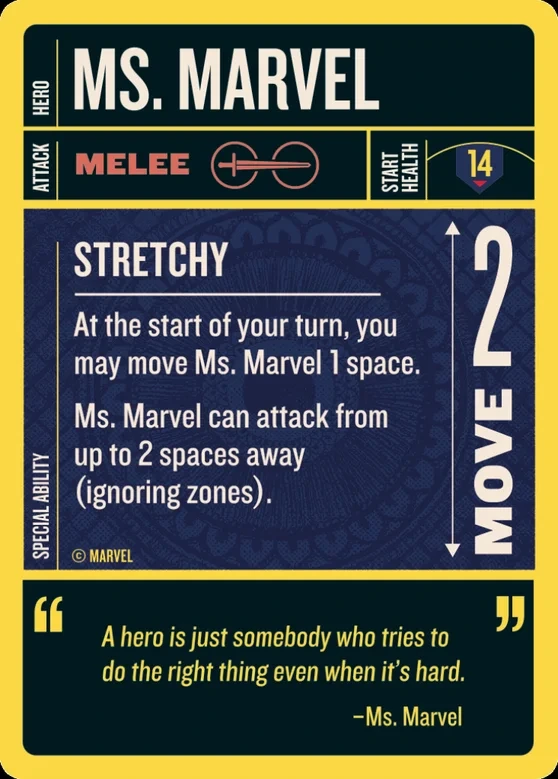 HERO
MS. MARVEL
ATTACK
MELEE
START
HEALTH
14
SPECIAL ABILITY
STRETCHY
At the start of your turn, you
may move Ms. Marvel 1 space.
Ms. Marvel can attack from
up to 2 spaces away
(ignoring zones).
© MARVEL
MOVE 2
“ A hero is just somebody who tries to
do the right thing even when it’s hard. ”
–Ms. Marvel